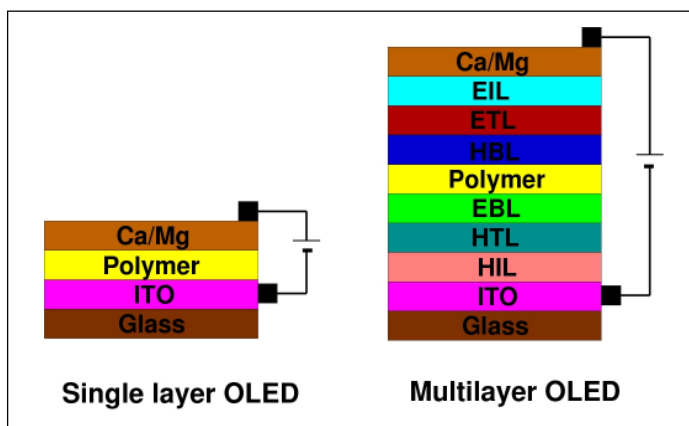 Ca/Mg
Polymer
ITO
Glass
Single layer OLED
Ca/Mg
EIL
ETL
HBL
Polymer
EBL
HTL
HIL
ITO
Glass
Multilayer OLED